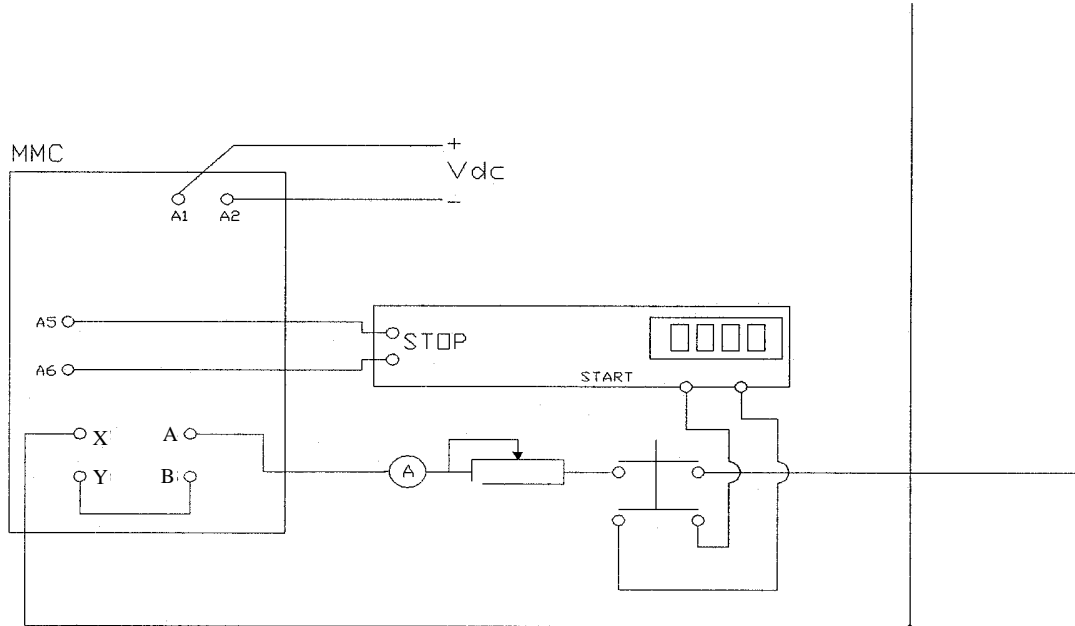 MMC
+
Vdc
-
A1 A2
A5
STOP
A6
START
X A
Y B
A